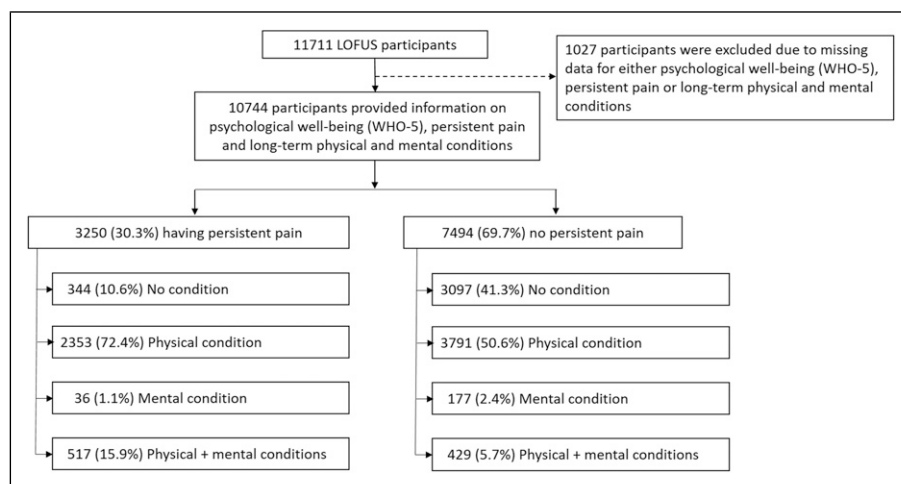 11711 LOFUS participants
1027 participants were excluded due to missing
data for either psychological well-being (WHO-5),
persistent pain or long-term physical and mental
conditions
10744 participants provided information on
psychological well-being (WHO-5), persistent pain
and long-term physical and mental conditions
3250 (30.3%) having persistent pain
7494 (69.7%) no persistent pain
344 (10.6%) No condition
3097 (41.3%) No condition
2353 (72.4%) Physical condition
3791 (50.6%) Physical condition
36 (1.1%) Mental condition
177 (2.4%) Mental condition
517 (15.9%) Physical + mental conditions
429 (5.7%) Physical + mental conditions